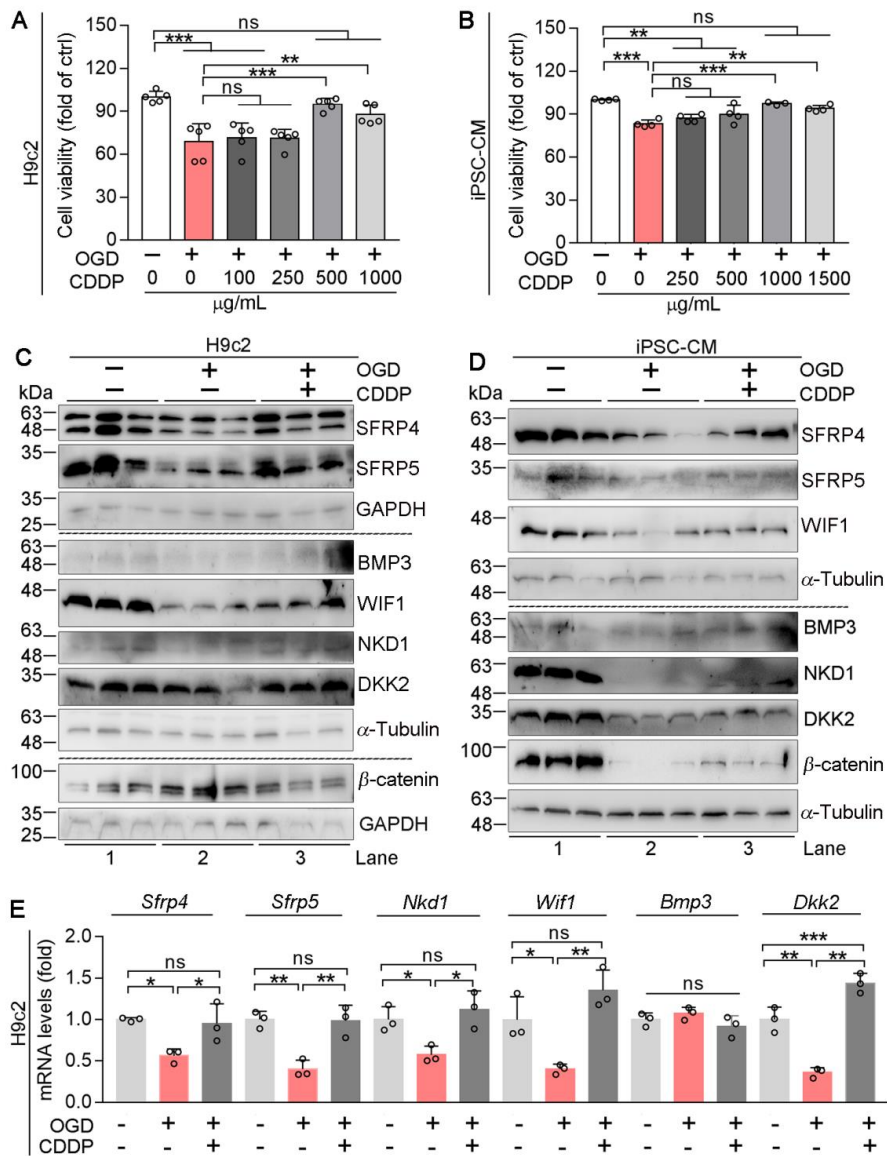 A
H9c2
Cell viability (fold of ctrl)
150
120
90
60
30
0
ns
***
**
***
ns
OGD − + + + + +
CDDP 0 0 100 250 500 1000
μg/mL
B
iPSC-CM
Cell viability (fold of ctrl)
150
120
90
60
30
0
ns
**
**
***
***
ns
OGD − + + + + +
CDDP 0 0 250 500 1000 1500
μg/mL
C
H9c2
− + + OGD
− − + CDDP
kDa
63
48
SFRP4
35
SFRP5
35
25
GAPDH
63
48
BMP3
48
WIF1
63
48
NKD1
35
DKK2
63
48
α-Tubulin
100
β-catenin
35
25
GAPDH
1 2 3 Lane
D
iPSC-CM
− + + OGD
− − + CDDP
kDa
63
48
SFRP4
35
SFRP5
48
WIF1
63
48
α-Tubulin
63
48
BMP3
63
48
NKD1
35
DKK2
100
β-catenin
63
48
α-Tubulin
1 2 3 Lane
E
H9c2
mRNA levels (fold)
2.0
1.5
1.0
0.5
0.0
Sfrp4 Sfrp5 Nkd1 Wif1 Bmp3 Dkk2
ns
* *
ns
** **
ns
* *
ns
* **
ns
***
** **
OGD - + + - + + - + + - + + - + + - + +
CDDP - - + - - + - - + - - + - - + - - +